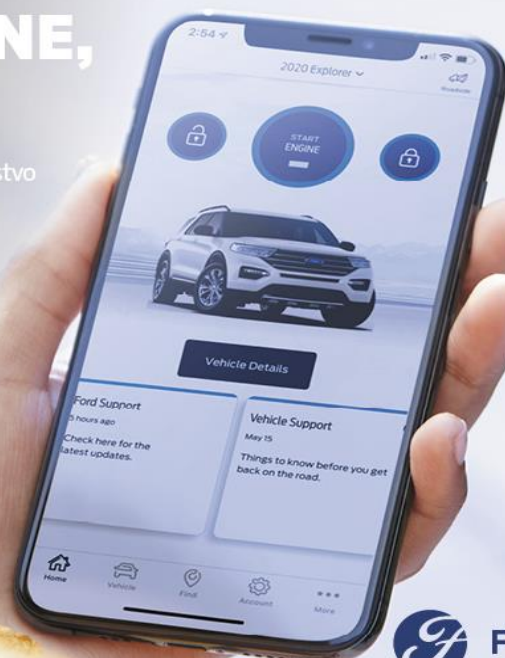 NE,
tvo
2:54
2020 Explorer
Roadside
START
ENGINE
Vehicle Details
Ford Support
5 hours ago
Check here for the
latest updates.
Vehicle Support
May 15
Things to know before you get
back on the road.
Home
Vehicle
Find
Account
More
F